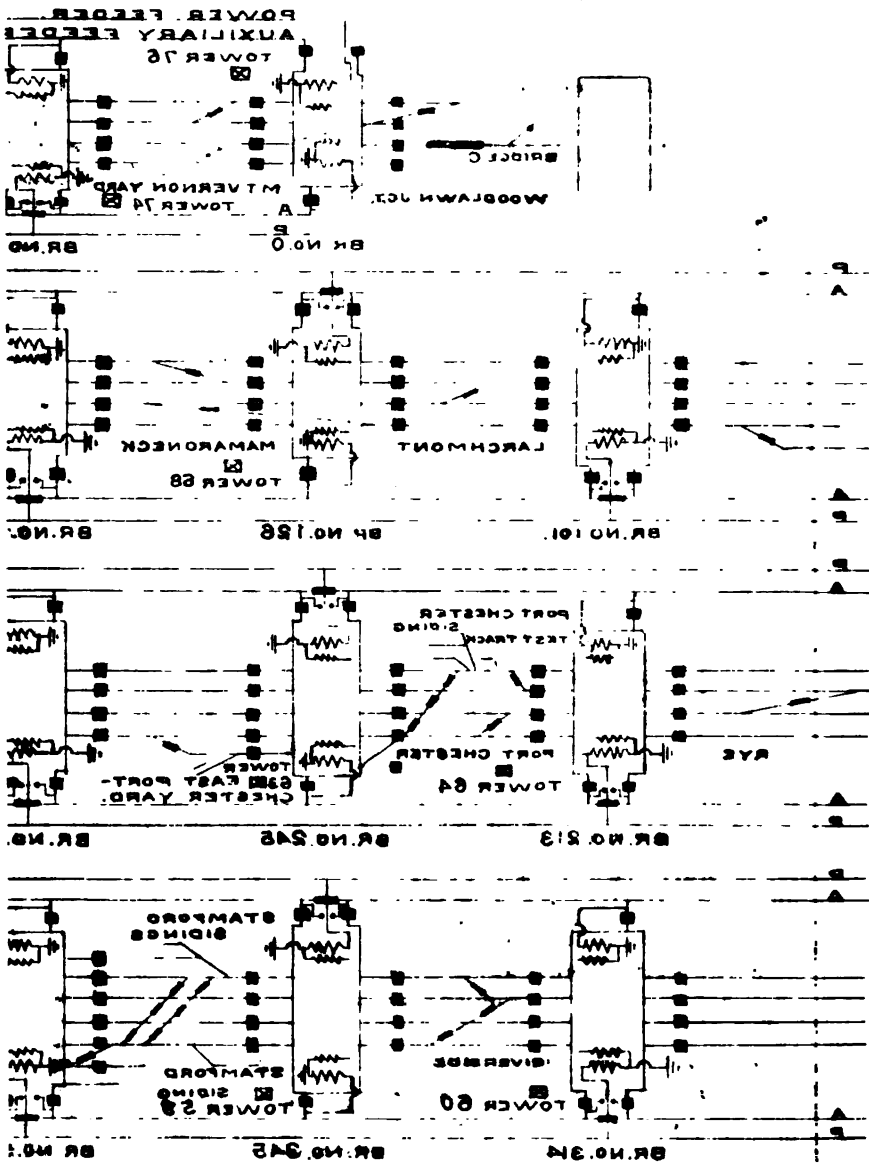 POWER FEEDER
AUXILIARY FEEDER
TOWER 76
BRIDGE C
WOODLAWN JCT.
MT VERNON YARD
TOWER 74
A
P
BR. No.0
BR. NO
P
A
LARCHMONT
MAMARONECK
TOWER 68
A
P
BR. NO 101.
BR. NO.126
BR. NO.
P
A
PORT CHESTER
SIDING
TEST TRACK
RYE
PORT CHESTER
TOWER 64
TOWER
63 EAST PORT-
CHESTER YARD.
A
P
BR. NO. 213
BR. NO. 245
BR. NO.
P
A
STAMFORD
SIDINGS
RIVERSIDE
TOWER 60
STAMFORD
SIDING
TOWER
A
P
BR. NO. 314
BR. NO. 345
BR NO.